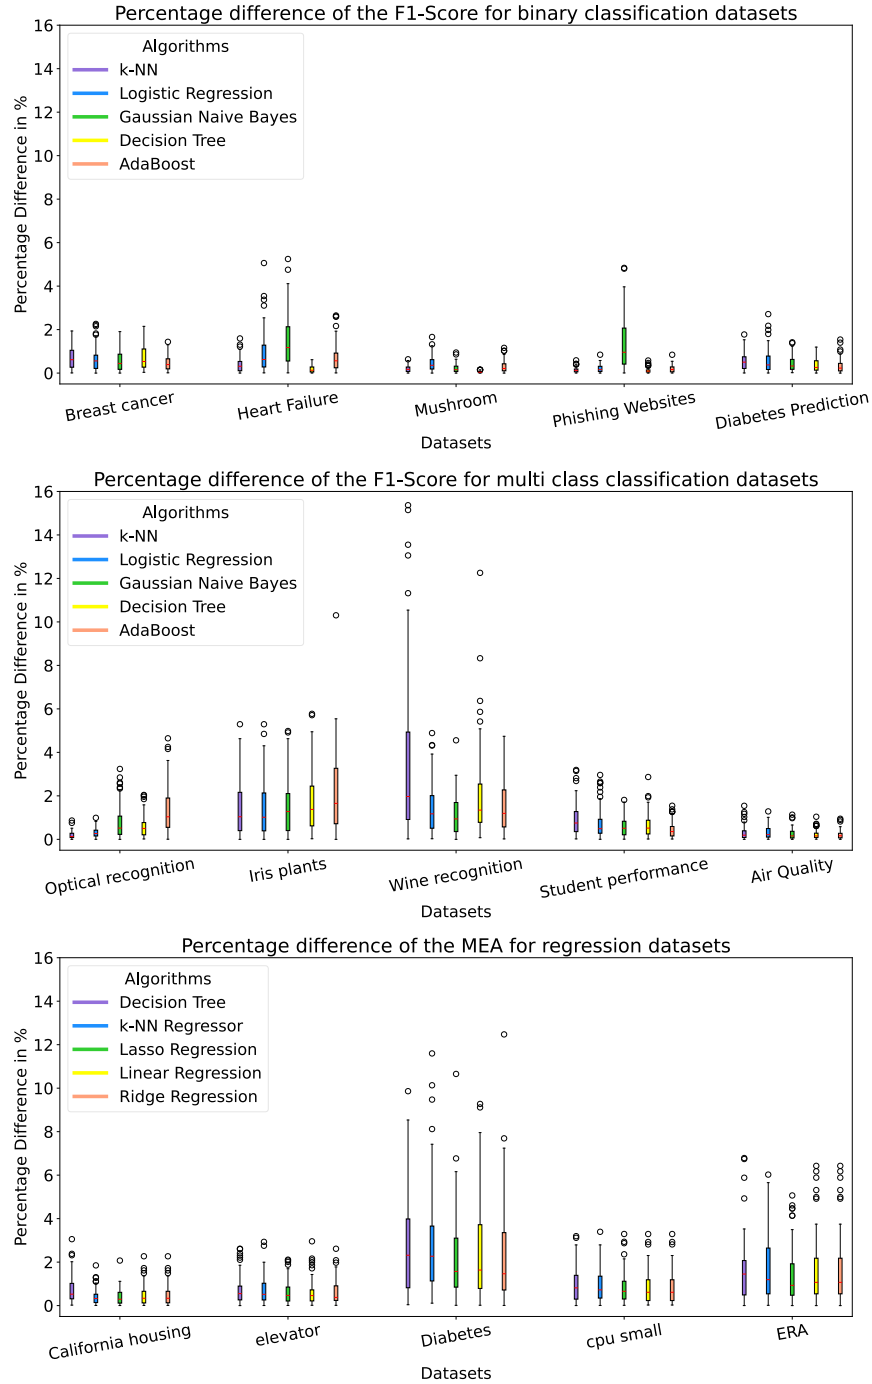 Percentage difference of the F1-Score for binary classification datasets
Percentage Difference in %
16
14
12
10
8
6
4
2
0
Algorithms
k-NN
Logistic Regression
Gaussian Naive Bayes
Decision Tree
AdaBoost
Breast cancer
Heart Failure
Mushroom
Phishing Websites
Diabetes Prediction
Datasets
Percentage difference of the F1-Score for multi class classification datasets
Percentage Difference in %
16
14
12
10
8
6
4
2
0
Algorithms
k-NN
Logistic Regression
Gaussian Naive Bayes
Decision Tree
AdaBoost
Optical recognition
Iris plants
Wine recognition
Student performance
Air Quality
Datasets
Percentage difference of the MEA for regression datasets
Percentage Difference in %
16
14
12
10
8
6
4
2
0
Algorithms
Decision Tree
k-NN Regressor
Lasso Regression
Linear Regression
Ridge Regression
California housing
elevator
Diabetes
cpu small
ERA
Datasets